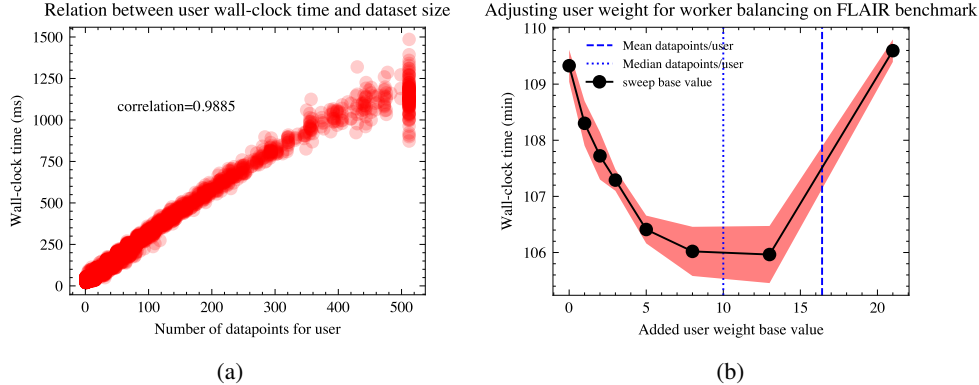 Relation between user wall-clock time and dataset size
1500
1250
1000
750
500
250
0
Wall-clock time (ms)
correlation=0.9885
0 100 200 300 400 500
Number of datapoints for user
(a)
Adjusting user weight for worker balancing on FLAIR benchmark
110
109
108
107
106
Wall-clock time (min)
Mean datapoints/user
Median datapoints/user
sweep base value
0 5 10 15 20
Added user weight base value
(b)